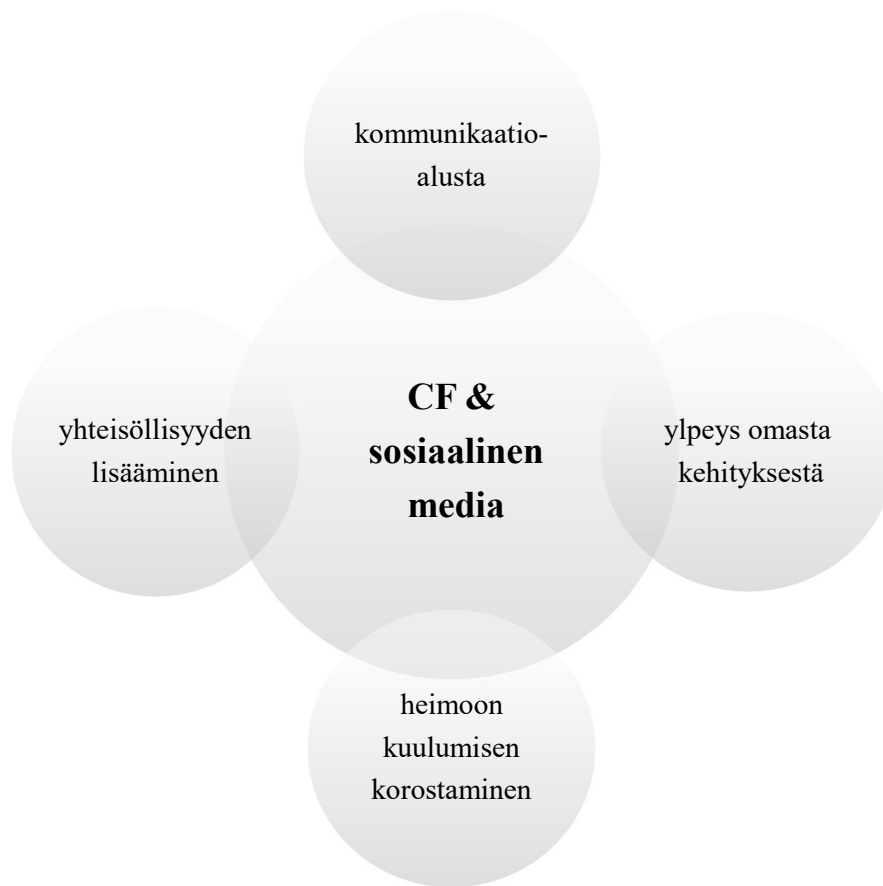 kommunikaatio-
alusta
yhteisöllisyyden
lisääminen
CF &
sosiaalinen
media
ylpeys omasta
kehityksestä
heimoon
kuulumisen
korostaminen